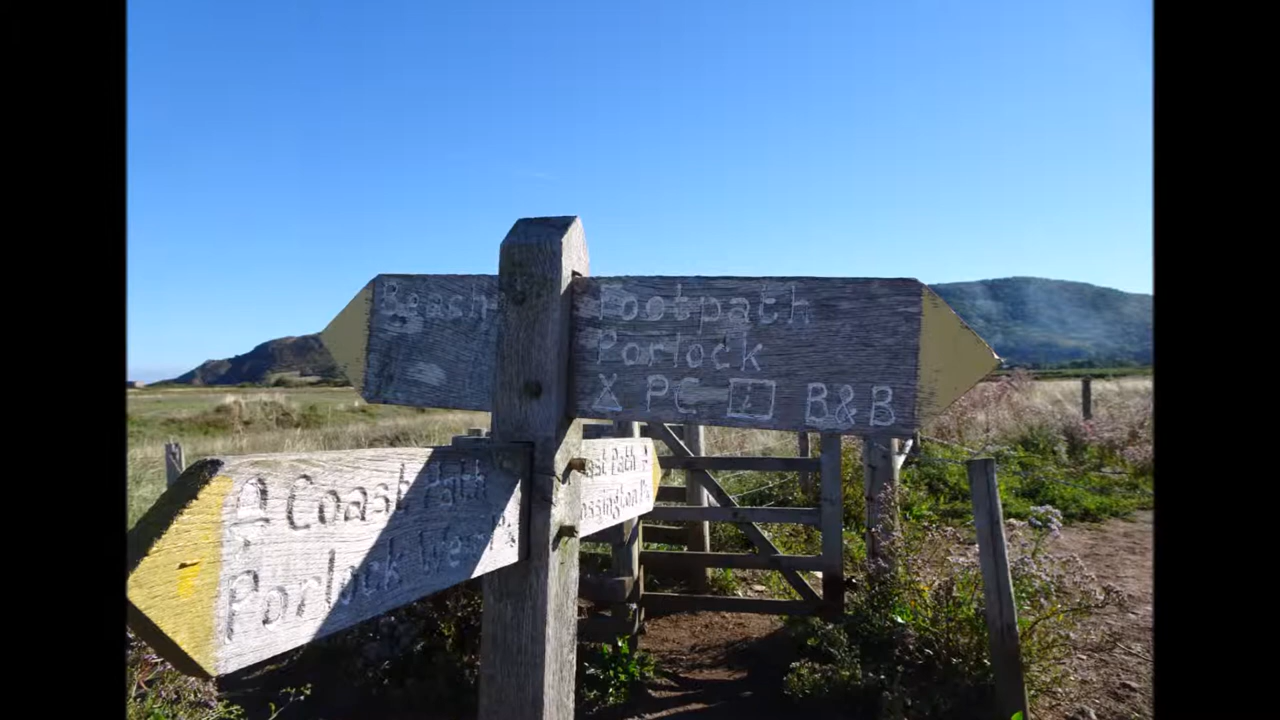 Beach
Footpath
Porlock
PC i B&B
Coast Path
Porlock Weir
Coast Path